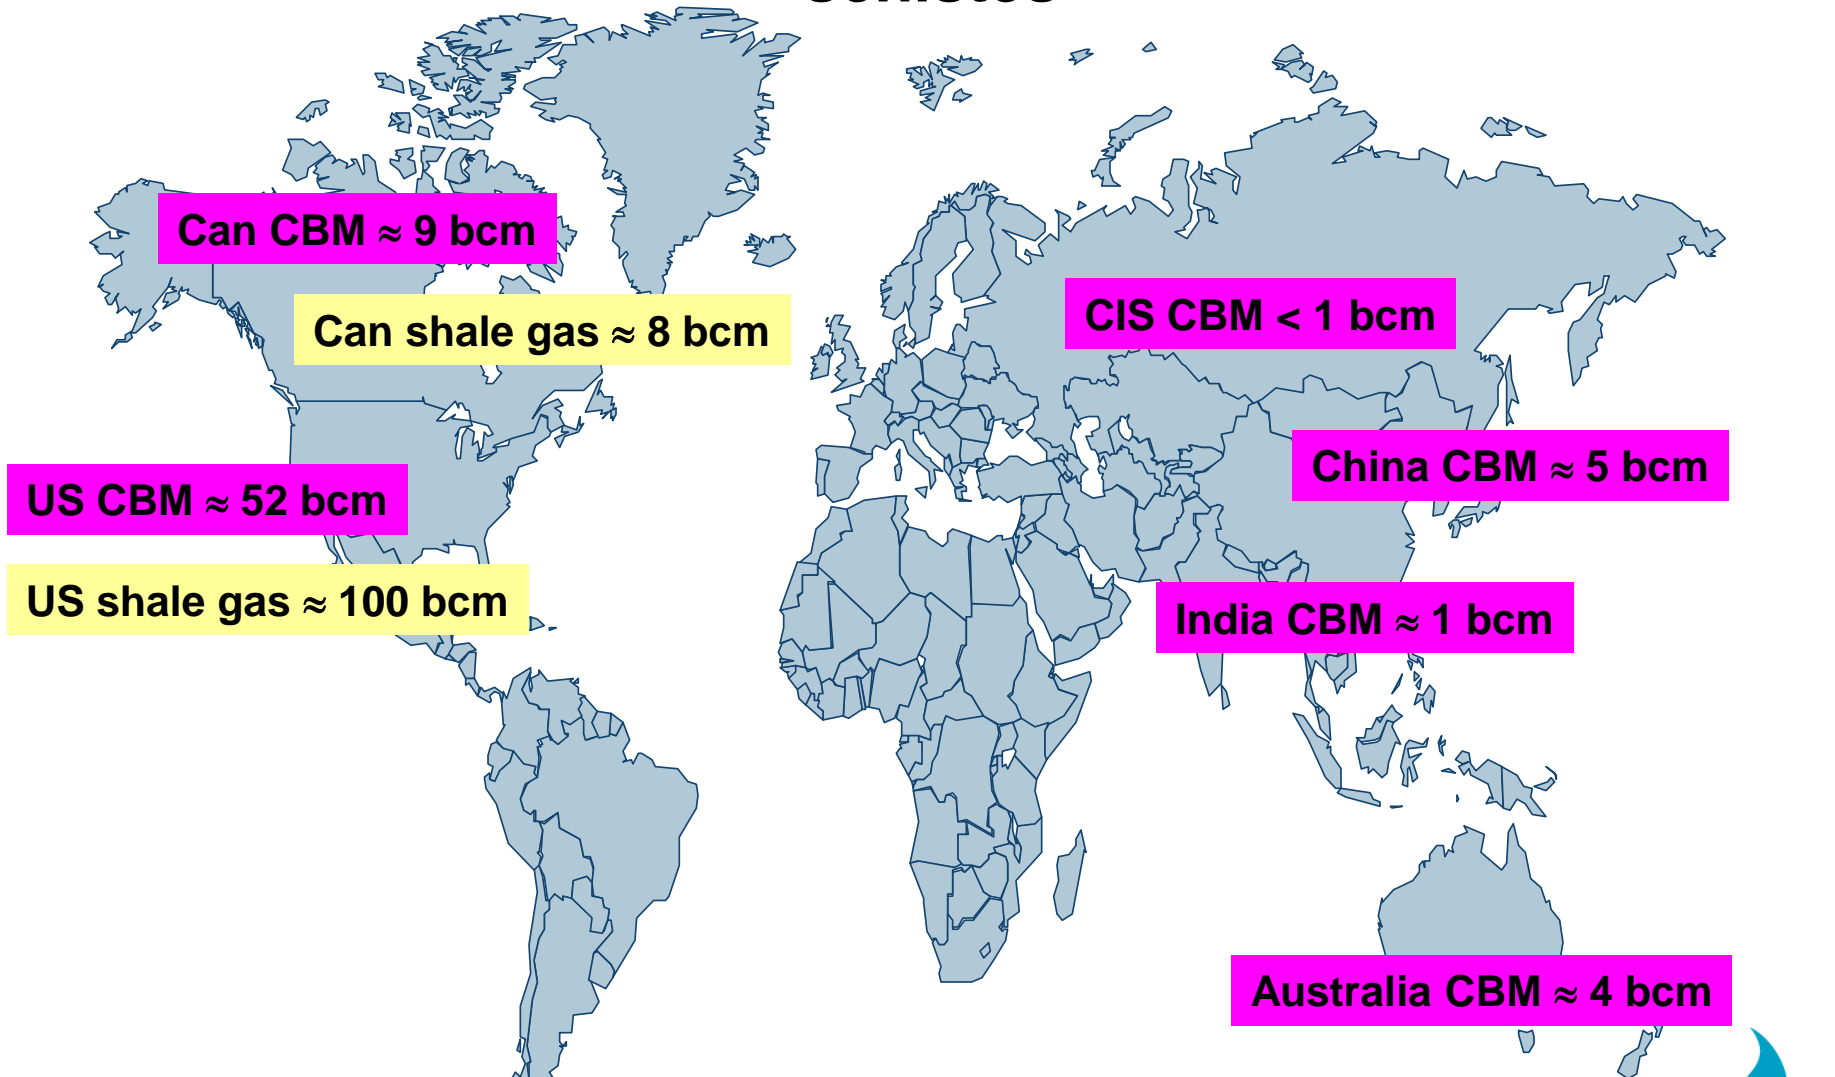 Can CBM ≈ 9 bcm
Can shale gas ≈ 8 bcm
CIS CBM < 1 bcm
China CBM ≈ 5 bcm
US CBM ≈ 52 bcm
US shale gas ≈ 100 bcm
India CBM ≈ 1 bcm
Australia CBM ≈ 4 bcm